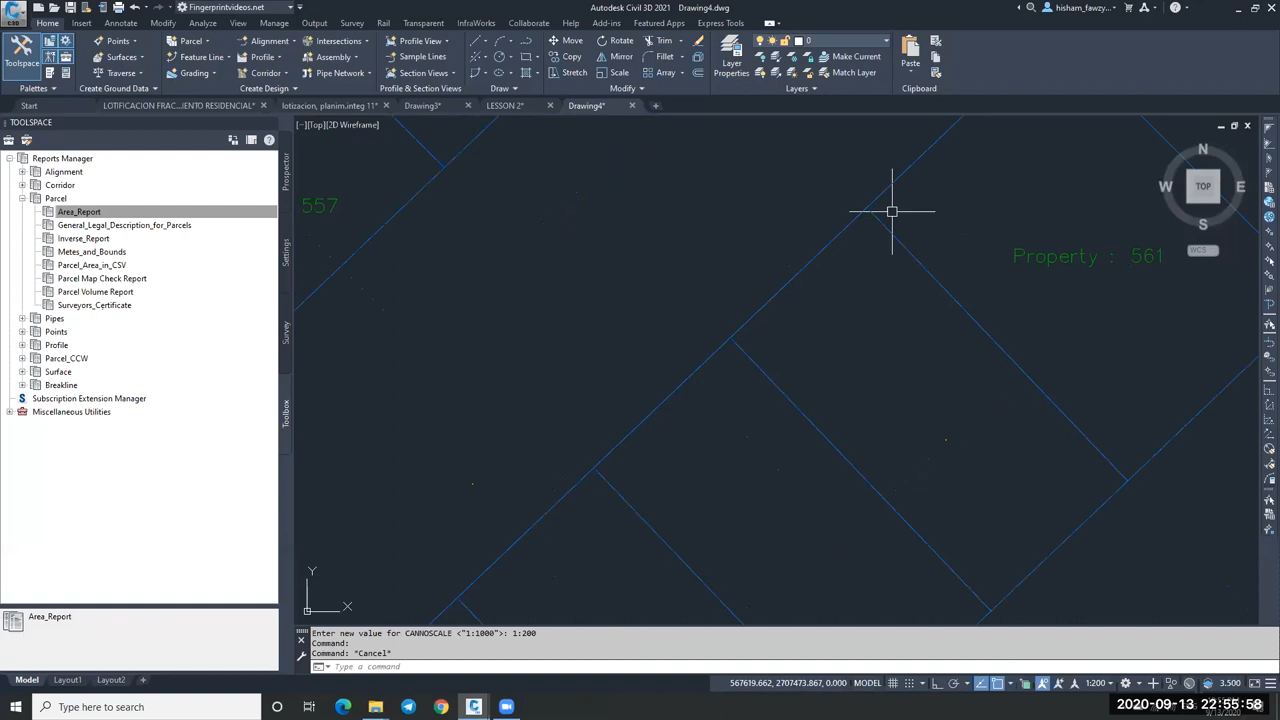 Fingerprintvideos.net
Autodesk Civil 3D 2021 Drawing4.dwg
hisham_fawzy...
C3D
Home Insert Annotate Modify Analyze View Manage Output Survey Rail Transparent InfraWorks Collaborate Help Add-ins Featured Apps Express Tools
Points Parcel Alignment Intersections Profile View Move Rotate Trim 0
Toolspace Surfaces Feature Line Profile Assembly Sample Lines Copy Mirror Fillet Layer Properties Make Current Paste
Traverse Grading Corridor Pipe Network Section Views Stretch Scale Array Match Layer
Palettes Create Ground Data Create Design Profile & Section Views Draw Modify Layers Clipboard
Start LOTIFICACION FRAC...IENTO RESIDENCIAL* lotizacion, planim.integ 11* Drawing3* LESSON 2* Drawing4*
TOOLSPACE
[−][Top][2D Wireframe]
Reports Manager
Alignment
Corridor
Parcel
Area_Report
General_Legal_Description_for_Parcels
Inverse_Report
Metes_and_Bounds
Parcel_Area_in_CSV
Parcel Map Check Report
Parcel Volume Report
Surveyors_Certificate
Pipes
Points
Profile
Parcel_CCW
Surface
Breakline
Subscription Extension Manager
Miscellaneous Utilities
Prospector
Settings
Survey
Toolbox
557
Property : 561
N
W TOP E
S
WCS
Y
X
Area_Report
Enter new value for CANNOSCALE <"1:1000">: 1:200
Command:
Command: *Cancel*
Type a command
Model Layout1 Layout2
567619.662, 2707473.867, 0.000 MODEL 1:200 3.500
Type here to search
2020-09-13 22:55:58